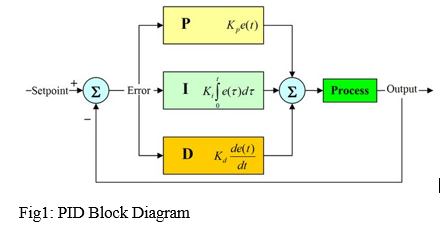 P K_p e(t)
−Setpoint→ + Σ Error I K_i ∫_0^t e(τ)dτ Σ Process Output
−
D K_d de(t)/dt
Fig1: PID Block Diagram